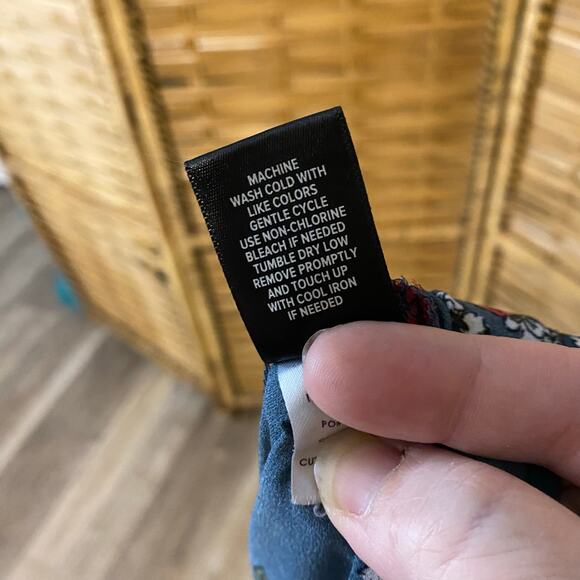 MACHINE
WASH COLD WITH
LIKE COLORS
GENTLE CYCLE
USE NON-CHLORINE
BLEACH IF NEEDED
TUMBLE DRY LOW
REMOVE PROMPTLY
AND TOUCH UP
WITH COOL IRON
IF NEEDED